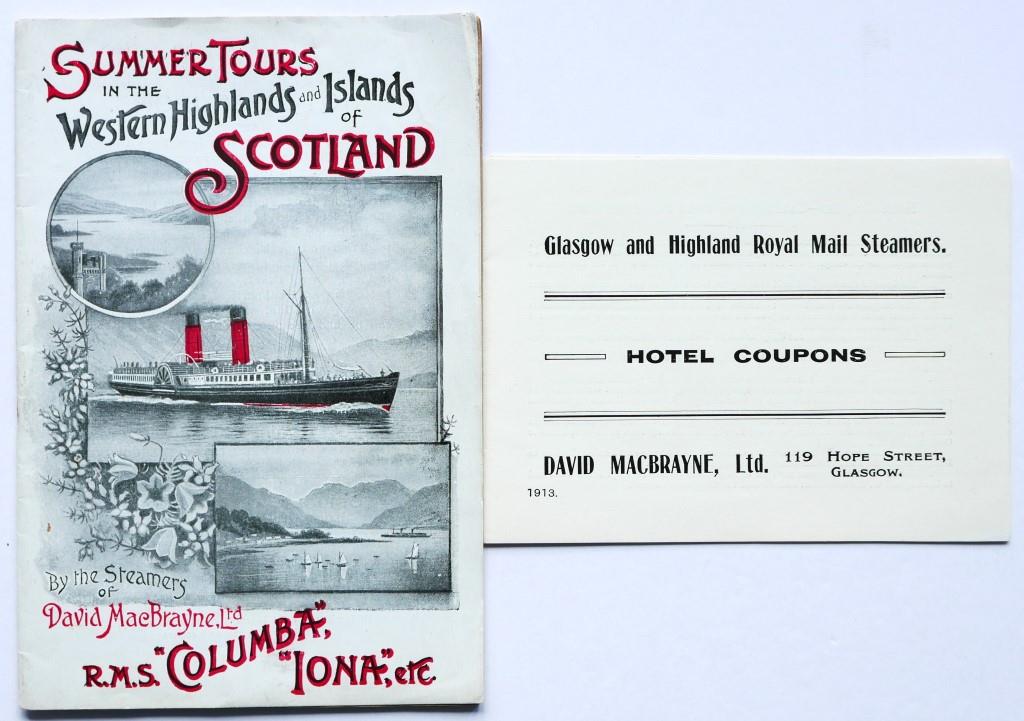 SUMMER TOURS
IN THE
Western Highlands and Islands
OF
SCOTLAND
By the Steamers
OF
David MacBrayne, Ltd
R.M.S. "COLUMBA",
"IONA", etc.
Glasgow and Highland Royal Mail Steamers.
HOTEL COUPONS
DAVID MACBRAYNE, Ltd. 119 HOPE STREET,
GLASGOW.
1913.